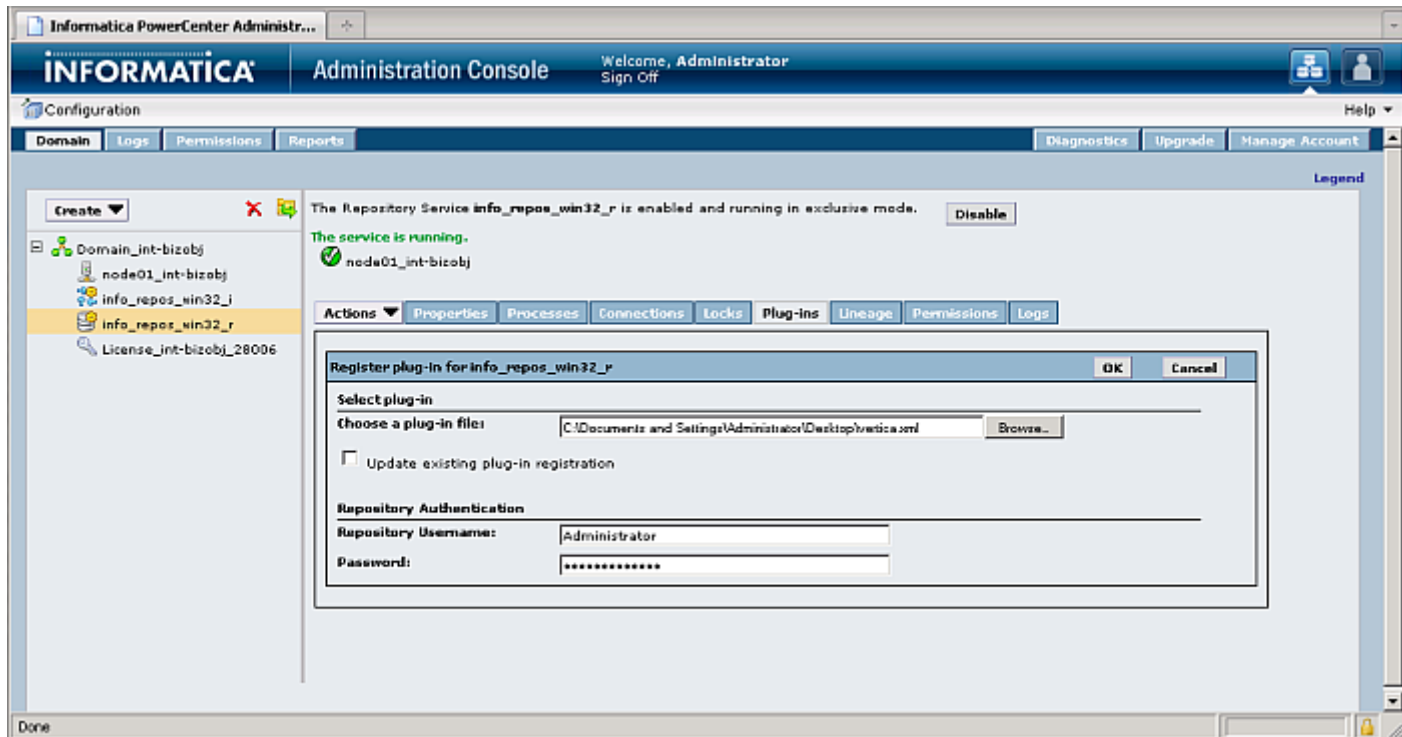 Informatica PowerCenter Administr...
INFORMATICA
Administration Console
Welcome, Administrator
Sign Off
Configuration
Help
Domain Logs Permissions Reports Diagnostics Upgrade Manage Account
Legend
Create
Domain_int-bizobj
node01_int-bizobj
info_repos_win32_i
info_repos_win32_r
License_int-bizobj_28006
The Repository Service info_repos_win32_r is enabled and running in exclusive mode.
Disable
The service is running.
node01_int-bizobj
Actions Properties Processes Connections Locks Plug-ins Lineage Permissions Logs
Register plug-in for info_repos_win32_r
OK Cancel
Select plug-in
Choose a plug-in file: C:\Documents and Settings\Administrator\Desktop\vertica.xml Browse...
Update existing plug-in registration
Repository Authentication
Repository Username: Administrator
Password: •••••••••••••
Done